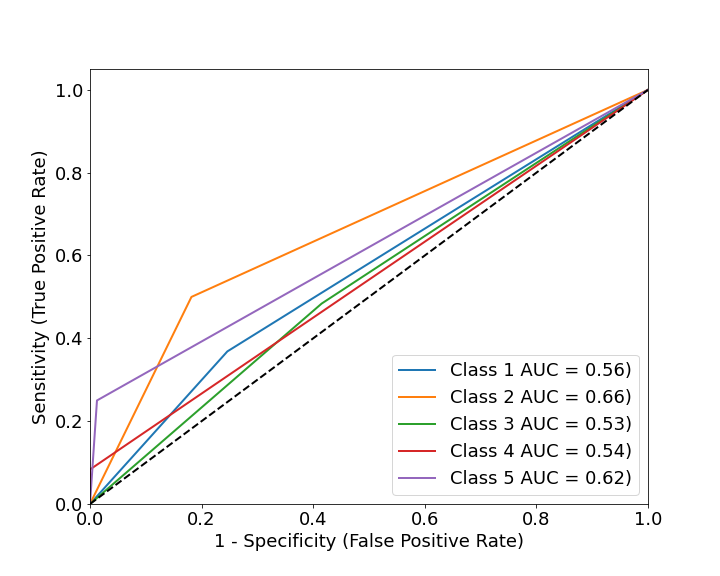 Sensitivity (True Positive Rate)
1.0
0.8
0.6
0.4
0.2
0.0
Class 1 AUC = 0.56)
Class 2 AUC = 0.66)
Class 3 AUC = 0.53)
Class 4 AUC = 0.54)
Class 5 AUC = 0.62)
0.0 0.2 0.4 0.6 0.8 1.0
1 - Specificity (False Positive Rate)